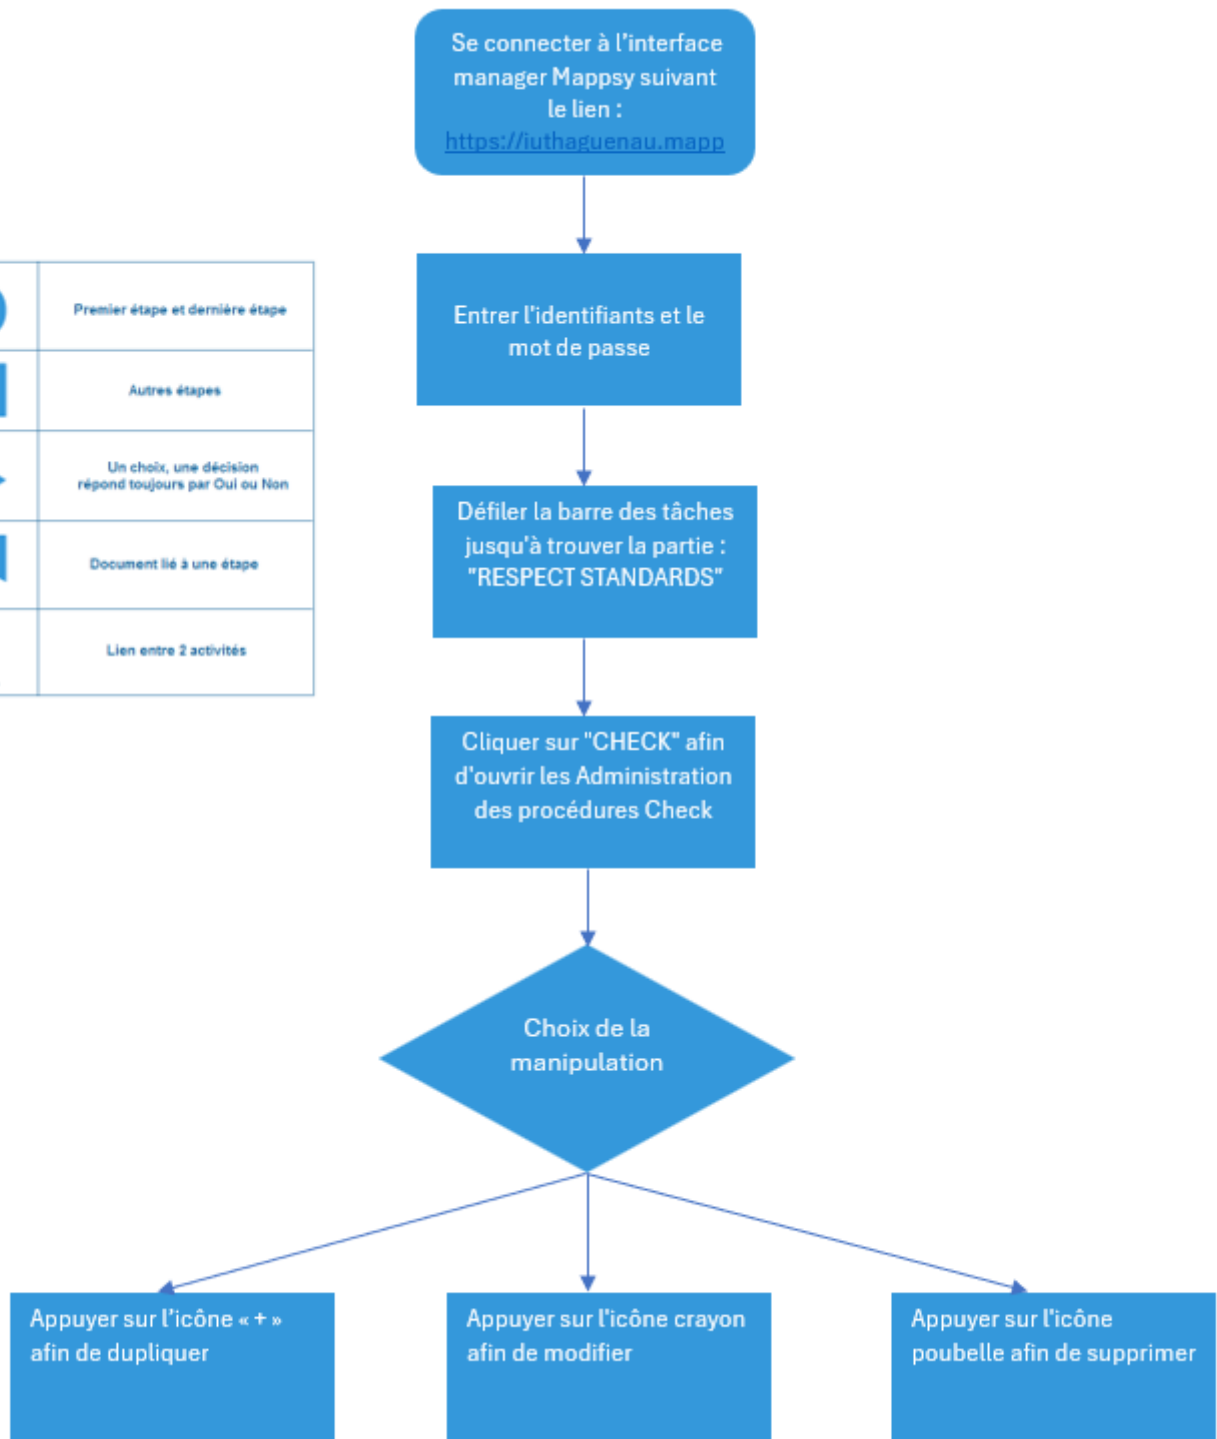 Se connecter à l'interface
manager Mappsy suivant
le lien :
https://iuthaguenau.mapp
Entrer l'identifiants et le
mot de passe
Premier étape et dernière étape
Autres étapes
Un choix, une décision
répond toujours par Oui ou Non
Document lié à une étape
Lien entre 2 activités
Défiler la barre des tâches
jusqu'à trouver la partie :
"RESPECT STANDARDS"
Cliquer sur "CHECK" afin
d'ouvrir les Administration
des procédures Check
Choix de la
manipulation
Appuyer sur l'icône « + »
afin de dupliquer
Appuyer sur l'icône crayon
afin de modifier
Appuyer sur l'icône
poubelle afin de supprimer